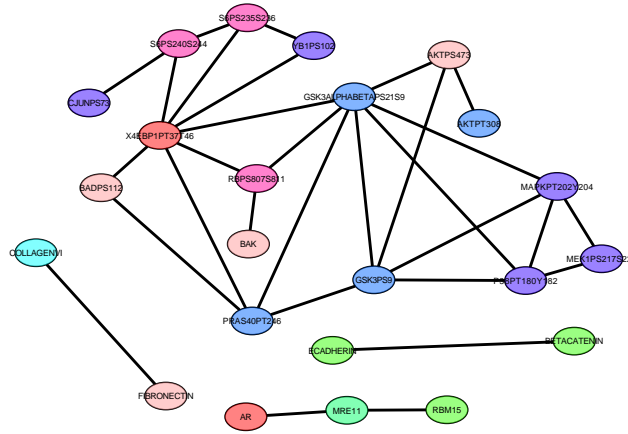 S6PS235S236
S6PS240S244
YB1PS102
AKTPS473
CJUNPS73
GSK3ALPHABETAPS21S9
AKTPT308
X4EBP1PT37T46
BADPS112
RBPS807S811
MAPKPT202Y204
BAK
COLLAGENVI
GSK3PS9
P38PT180Y182
MEK1PS217S2
PRAS40PT246
ECADHERIN
BETACATENIN
FIBRONECTIN
AR
MRE11
RBM15